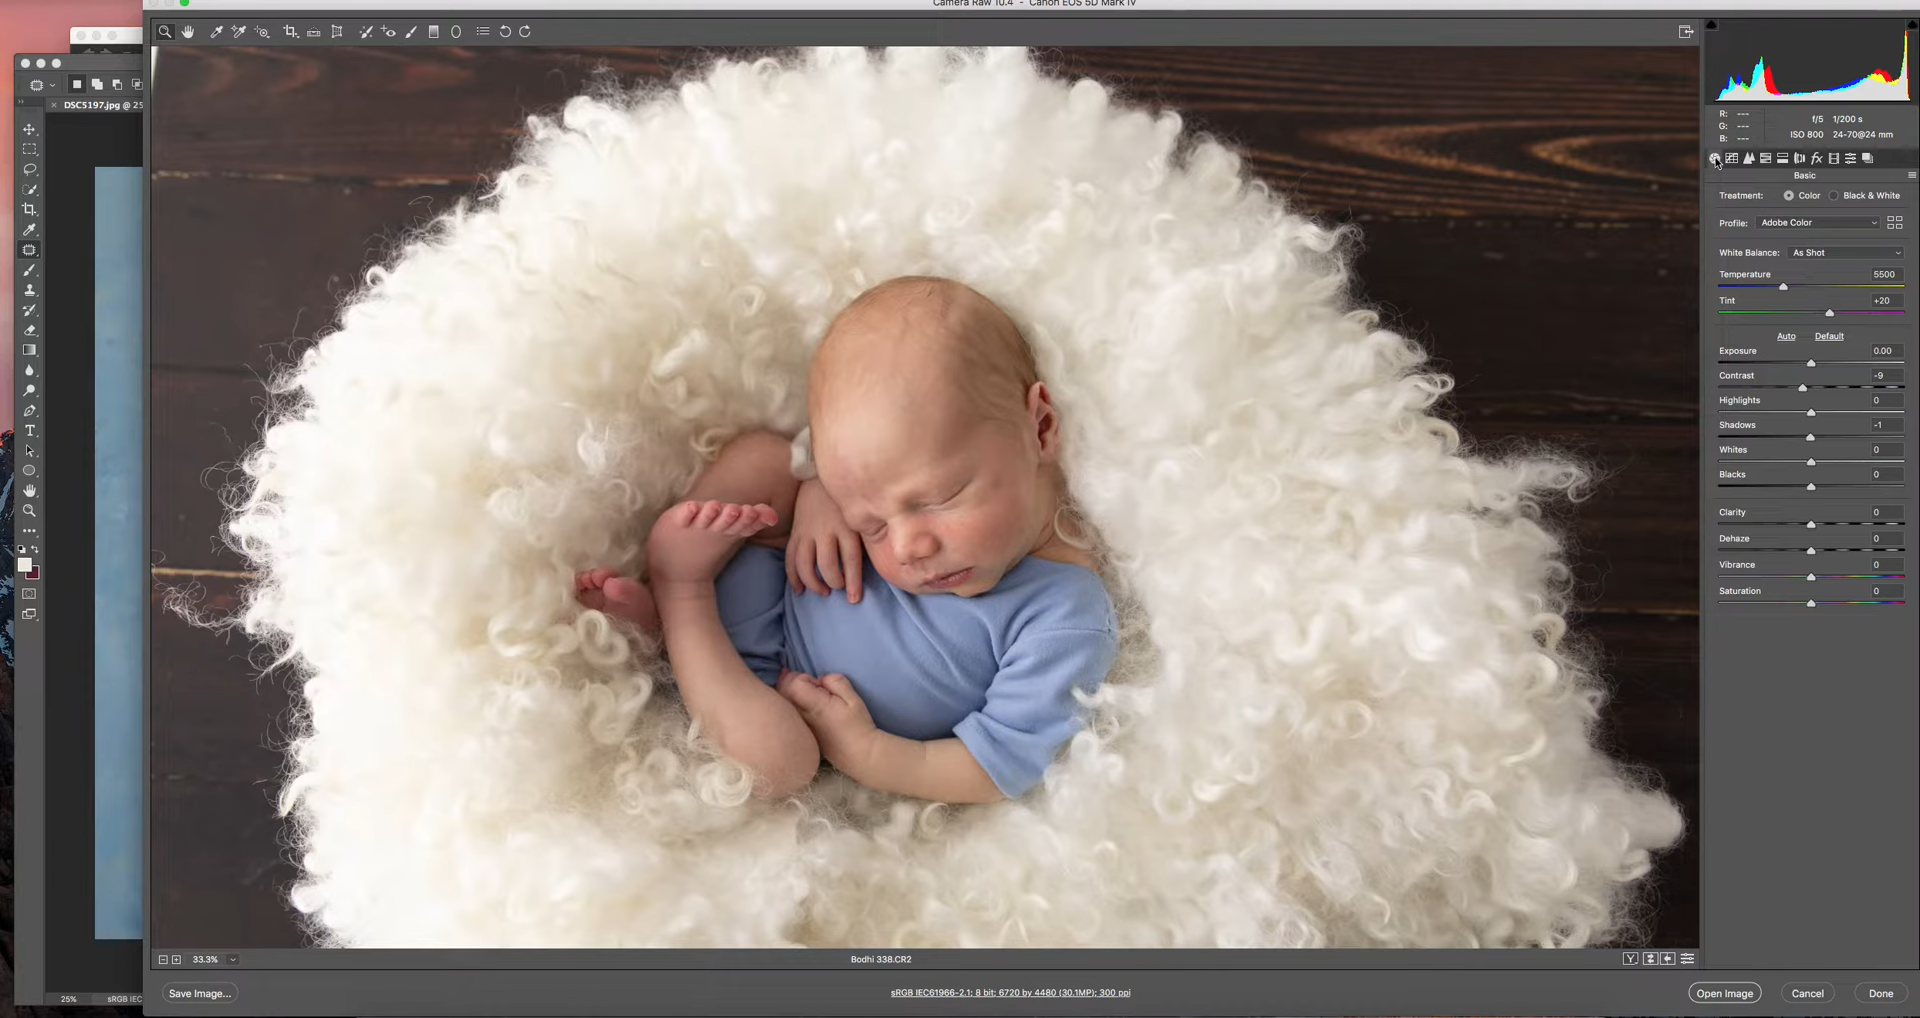 Camera Raw 10.4 - Canon EOS 5D Mark IV
DSC5197.jpg @ 25
R: ---
G: ---
B: ---
f/5 1/200 s
ISO 800 24-70@24 mm
fx
Basic
Treatment: Color Black & White
Profile: Adobe Color
White Balance: As Shot
Temperature 5500
Tint +20
Auto Default
Exposure 0.00
Contrast -9
Highlights 0
Shadows -1
Whites 0
Blacks 0
Clarity 0
Dehaze 0
Vibrance 0
Saturation 0
T
33.3%
Bodhi 338.CR2
Y
25% sRGB IEC
Save Image...
sRGB IEC61966-2.1; 8 bit; 6720 by 4480 (30.1MP); 300 ppi
Open Image Cancel Done